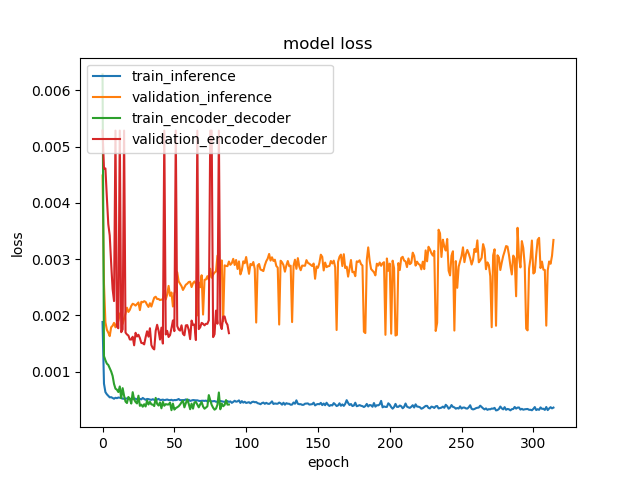 model loss
train_inference
validation_inference
train_encoder_decoder
validation_encoder_decoder
loss
0.006
0.005
0.004
0.003
0.002
0.001
0 50 100 150 200 250 300
epoch